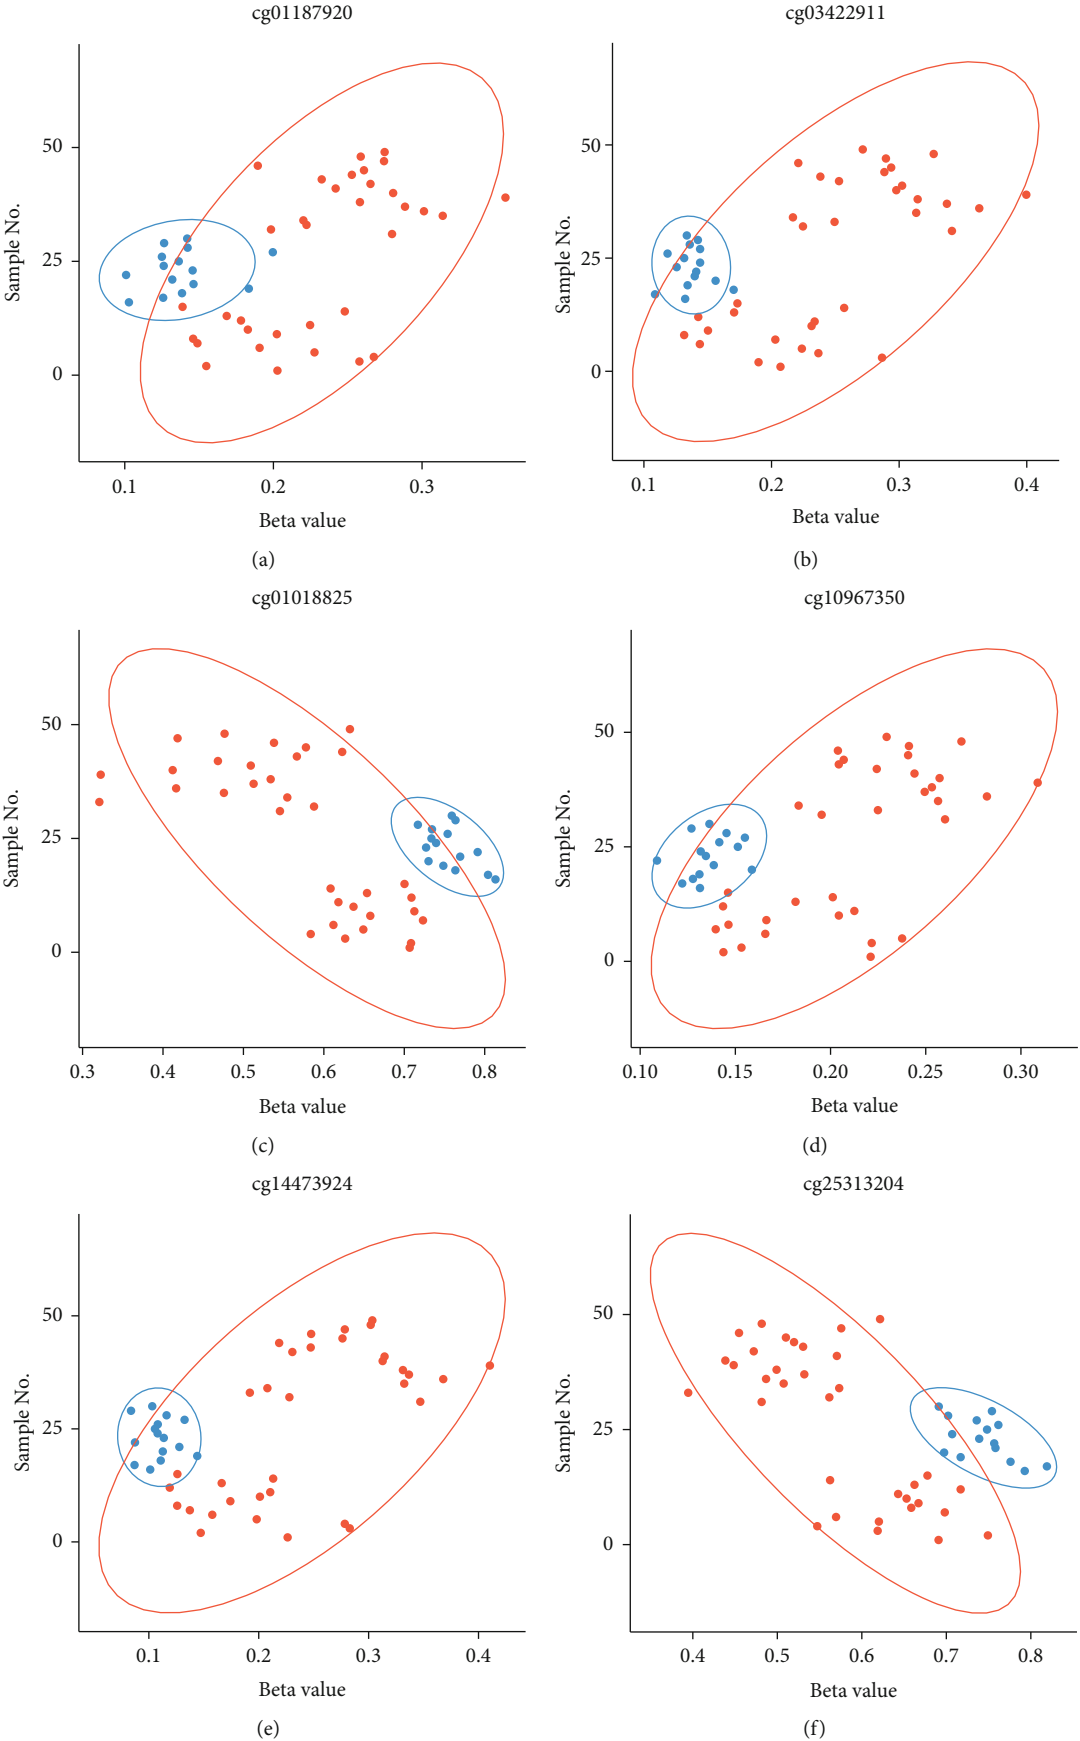 cg01187920
Sample No.
50
25
0
0.1 0.2 0.3
Beta value
(a)
cg03422911
Sample No.
50
25
0
0.1 0.2 0.3 0.4
Beta value
(b)
cg01018825
Sample No.
50
25
0
0.3 0.4 0.5 0.6 0.7 0.8
Beta value
(c)
cg10967350
Sample No.
50
25
0
0.10 0.15 0.20 0.25 0.30
Beta value
(d)
cg14473924
Sample No.
50
25
0
0.1 0.2 0.3 0.4
Beta value
(e)
cg25313204
Sample No.
50
25
0
0.4 0.5 0.6 0.7 0.8
Beta value
(f)